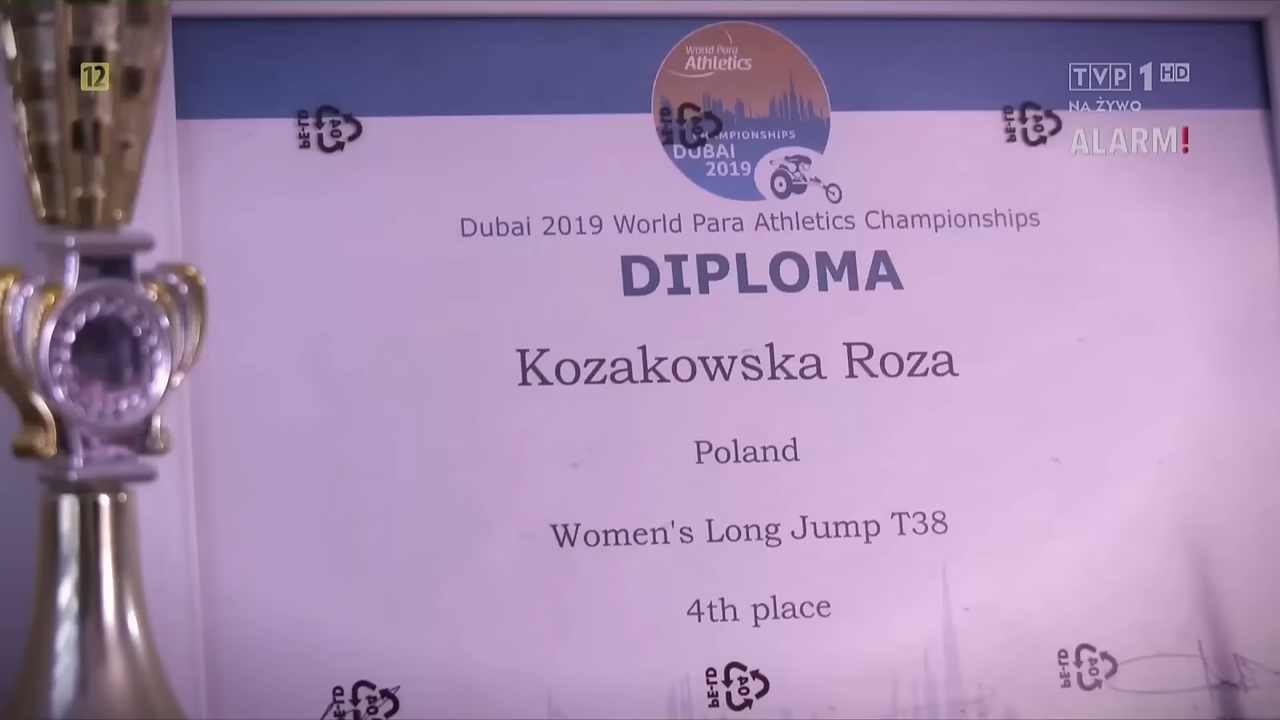 12
TVP 1 HD
NA ŻYWO
ALARM!
World Para
Athletics
CHAMPIONSHIPS
DUBAI
2019
Dubai 2019 World Para Athletics Championships
DIPLOMA
Kozakowska Roza
Poland
Women's Long Jump T38
4th place